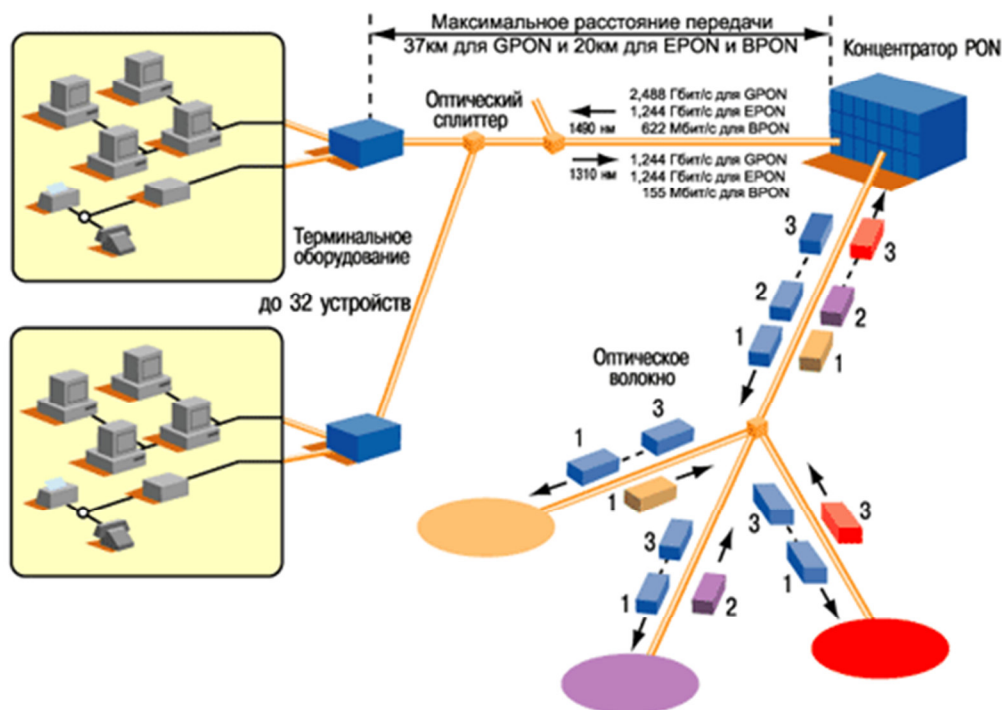 Максимальное расстояние передачи
37км для GPON и 20км для EPON и BPON
Концентратор PON
Оптический
сплиттер
2,488 Гбит/с для GPON
1,244 Гбит/с для EPON
1490 нм
622 Мбит/с для BPON
1310 нм
1,244 Гбит/с для GPON
1,244 Гбит/с для EPON
155 Мбит/с для BPON
Терминальное
оборудование
до 32 устройств
3
3
2
2
1
1
Оптическое
волокно
3
1
1
3
1
2
3
3
1